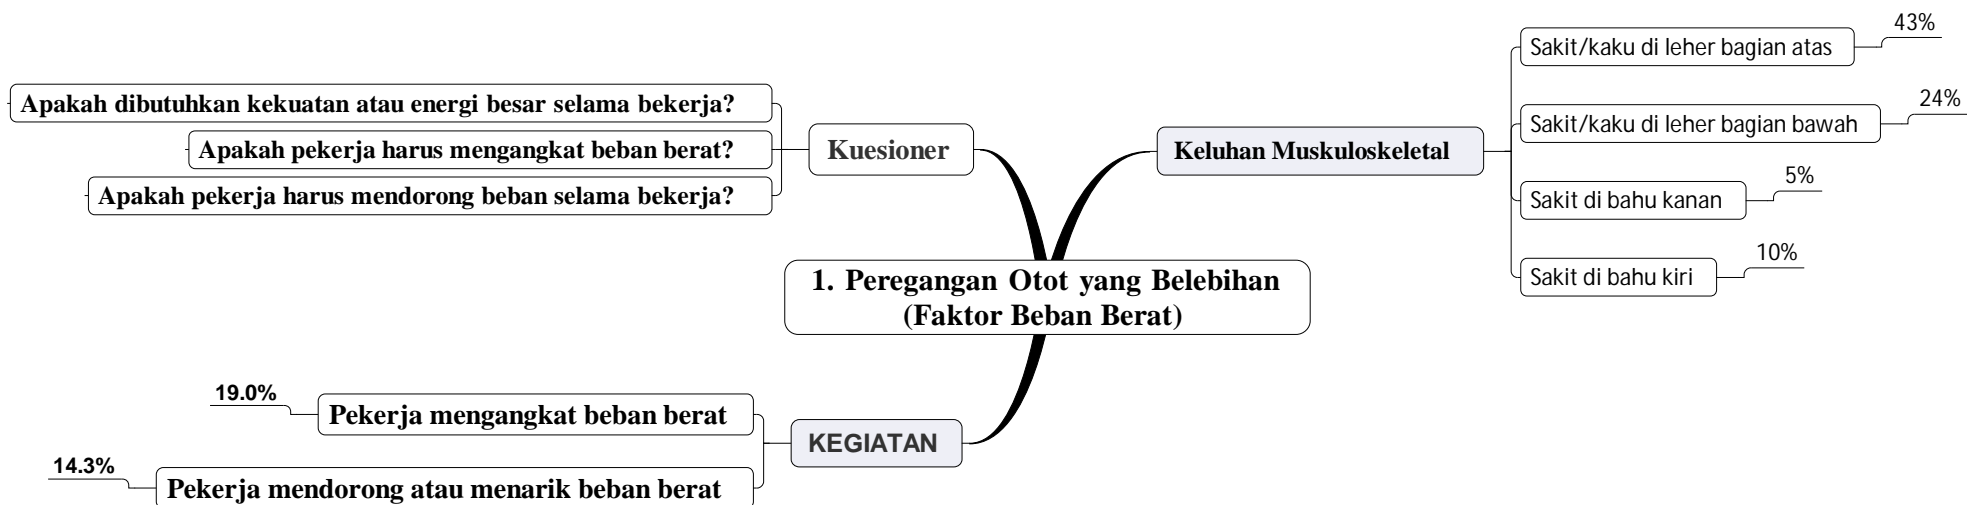 Apakah dibutuhkan kekuatan atau energi besar selama bekerja?
Apakah pekerja harus mengangkat beban berat?
Apakah pekerja harus mendorong beban selama bekerja?
Kuesioner
Keluhan Muskuloskeletal
Sakit/kaku di leher bagian atas
43%
Sakit/kaku di leher bagian bawah
24%
Sakit di bahu kanan
5%
Sakit di bahu kiri
10%
1. Peregangan Otot yang Belebihan
(Faktor Beban Berat)
19.0%
Pekerja mengangkat beban berat
14.3%
Pekerja mendorong atau menarik beban berat
KEGIATAN